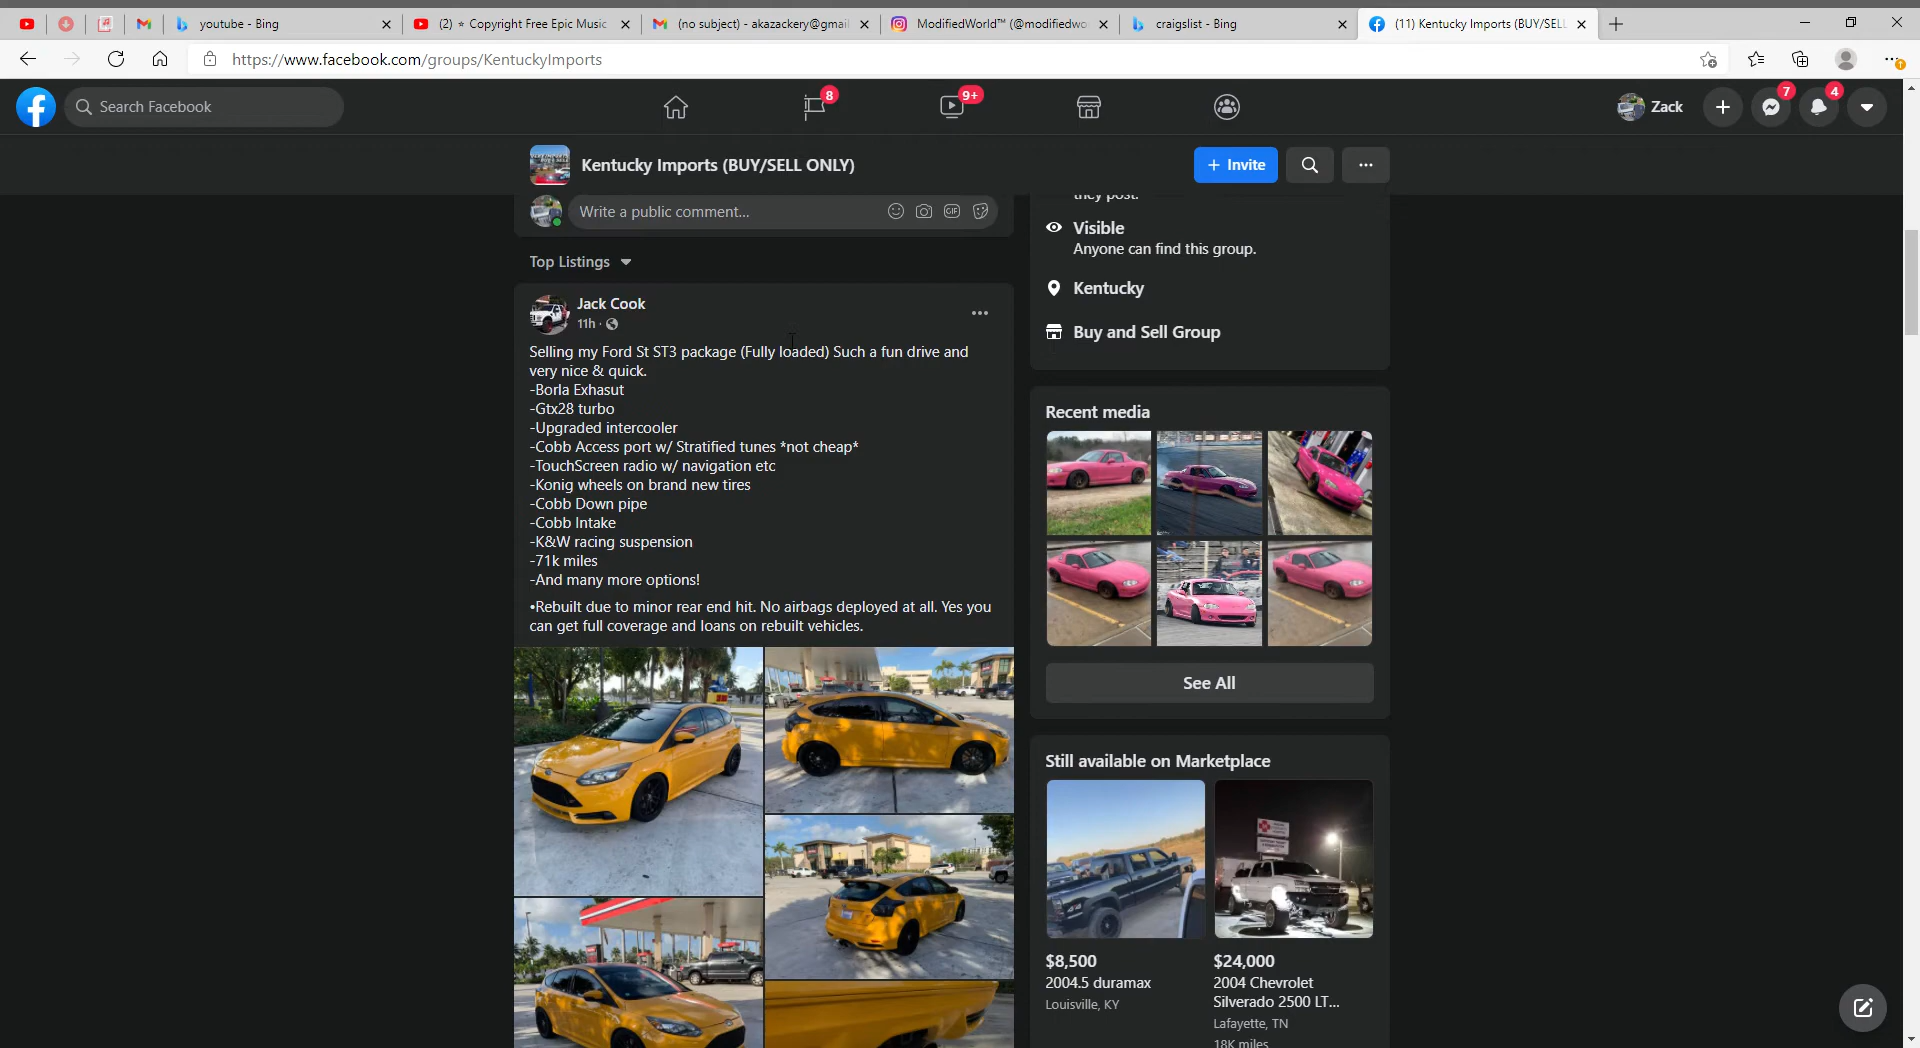 youtube - Bing
(2) ⭐ Copyright Free Epic Music
(no subject) - akazackery@gmail
ModifiedWorld™ (@modifiedwo
craigslist - Bing
(11) Kentucky Imports (BUY/SELL
https://www.facebook.com/groups/KentuckyImports
Search Facebook
8
9+
Zack
7
4
Kentucky Imports (BUY/SELL ONLY)
+ Invite
Write a public comment...
GIF
they post.
Visible
Anyone can find this group.
Kentucky
Buy and Sell Group
Top Listings
Jack Cook
11h ·
Selling my Ford St ST3 package (Fully loaded) Such a fun drive and
very nice & quick.
-Borla Exhasut
-Gtx28 turbo
-Upgraded intercooler
-Cobb Access port w/ Stratified tunes *not cheap*
-TouchScreen radio w/ navigation etc
-Konig wheels on brand new tires
-Cobb Down pipe
-Cobb Intake
-K&W racing suspension
-71k miles
-And many more options!
•Rebuilt due to minor rear end hit. No airbags deployed at all. Yes you
can get full coverage and loans on rebuilt vehicles.
Recent media
See All
Still available on Marketplace
$8,500
2004.5 duramax
Louisville, KY
$24,000
2004 Chevrolet
Silverado 2500 LT...
Lafayette, TN
18K miles